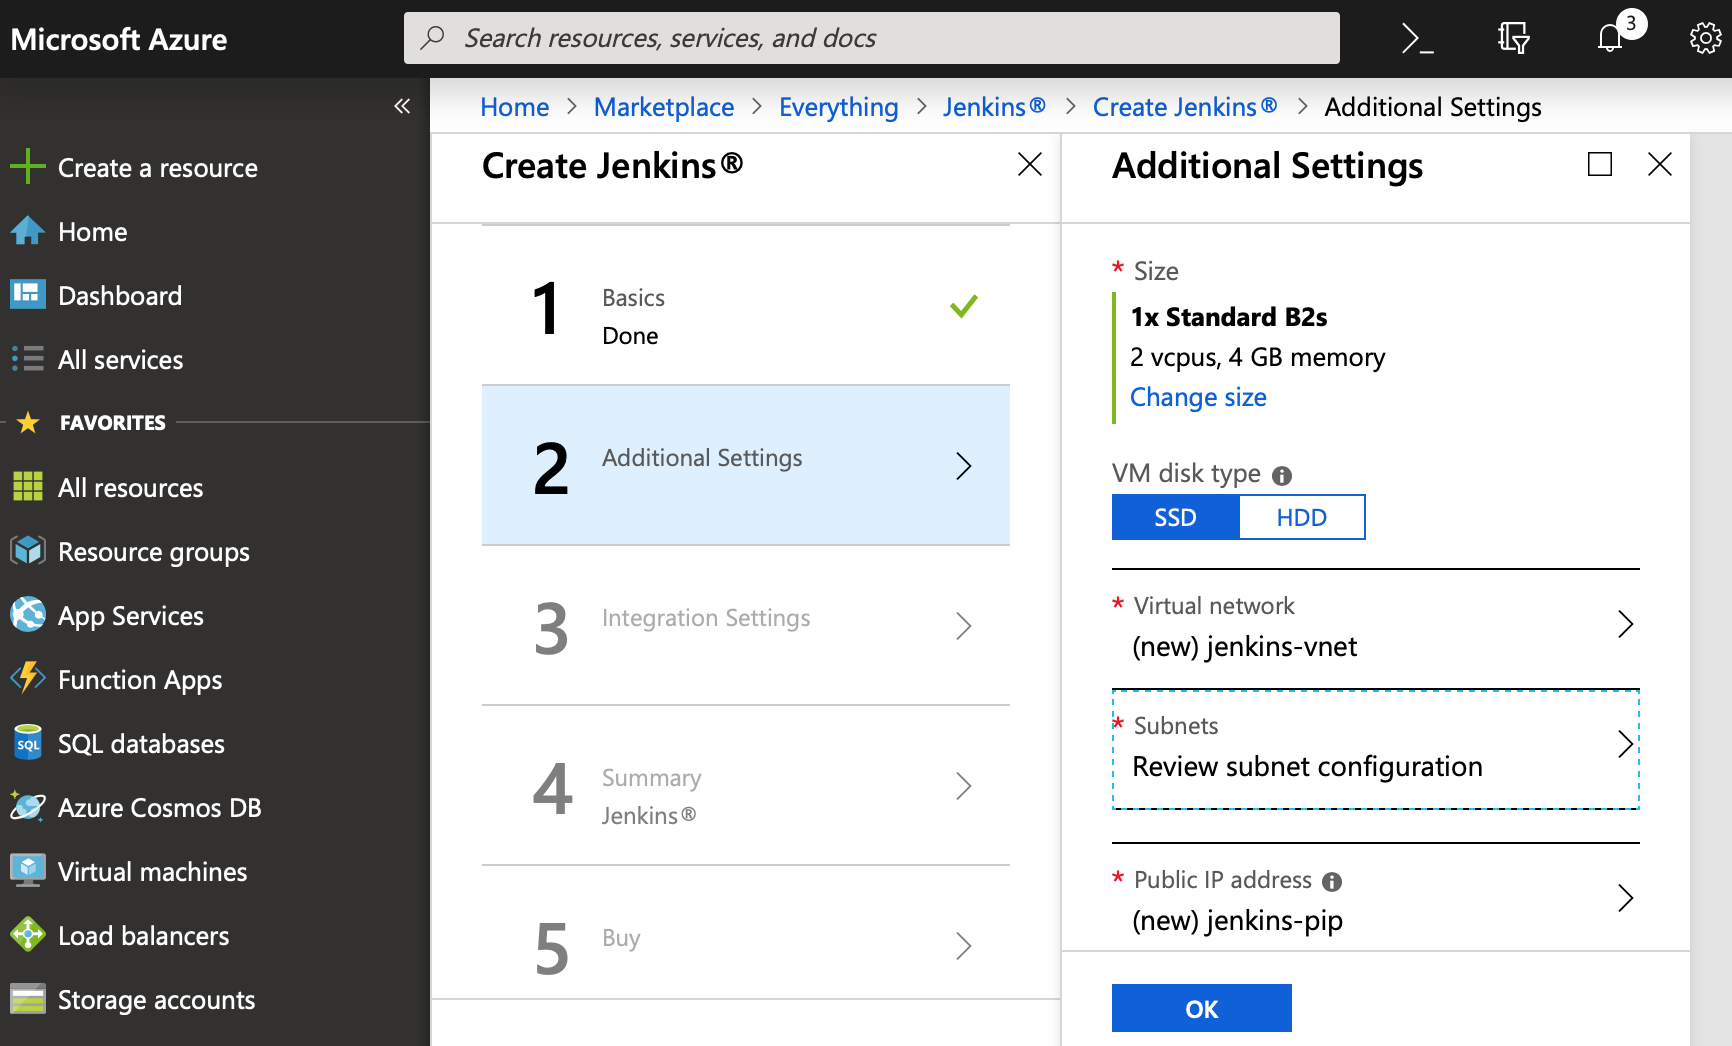 Microsoft Azure
Search resources, services, and docs
3
«
Home > Marketplace > Everything > Jenkins® > Create Jenkins® > Additional Settings
Create a resource
Home
Dashboard
All services
FAVORITES
All resources
Resource groups
App Services
Function Apps
SQL
SQL databases
Azure Cosmos DB
Virtual machines
Load balancers
Storage accounts
Create Jenkins®
1
Basics
Done
2
Additional Settings
3
Integration Settings
4
Summary
Jenkins®
5
Buy
Additional Settings
* Size
1x Standard B2s
2 vcpus, 4 GB memory
Change size
VM disk type
SSD HDD
* Virtual network
(new) jenkins-vnet
* Subnets
Review subnet configuration
* Public IP address
(new) jenkins-pip
OK